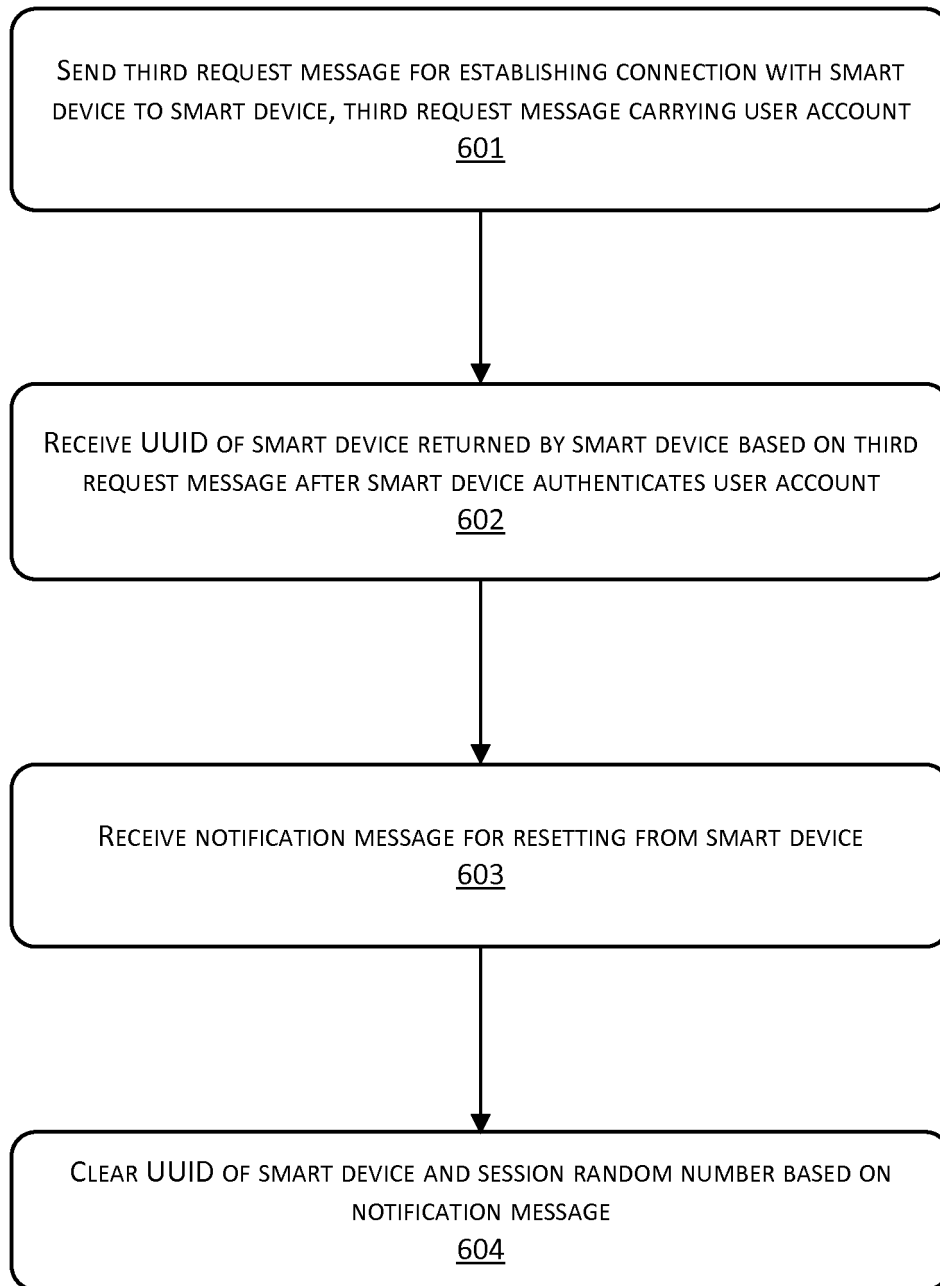 SEND THIRD REQUEST MESSAGE FOR ESTABLISHING CONNECTION WITH SMART
DEVICE TO SMART DEVICE, THIRD REQUEST MESSAGE CARRYING USER ACCOUNT
601
RECEIVE UUID OF SMART DEVICE RETURNED BY SMART DEVICE BASED ON THIRD
REQUEST MESSAGE AFTER SMART DEVICE AUTHENTICATES USER ACCOUNT
602
RECEIVE NOTIFICATION MESSAGE FOR RESETTING FROM SMART DEVICE
603
CLEAR UUID OF SMART DEVICE AND SESSION RANDOM NUMBER BASED ON
NOTIFICATION MESSAGE
604